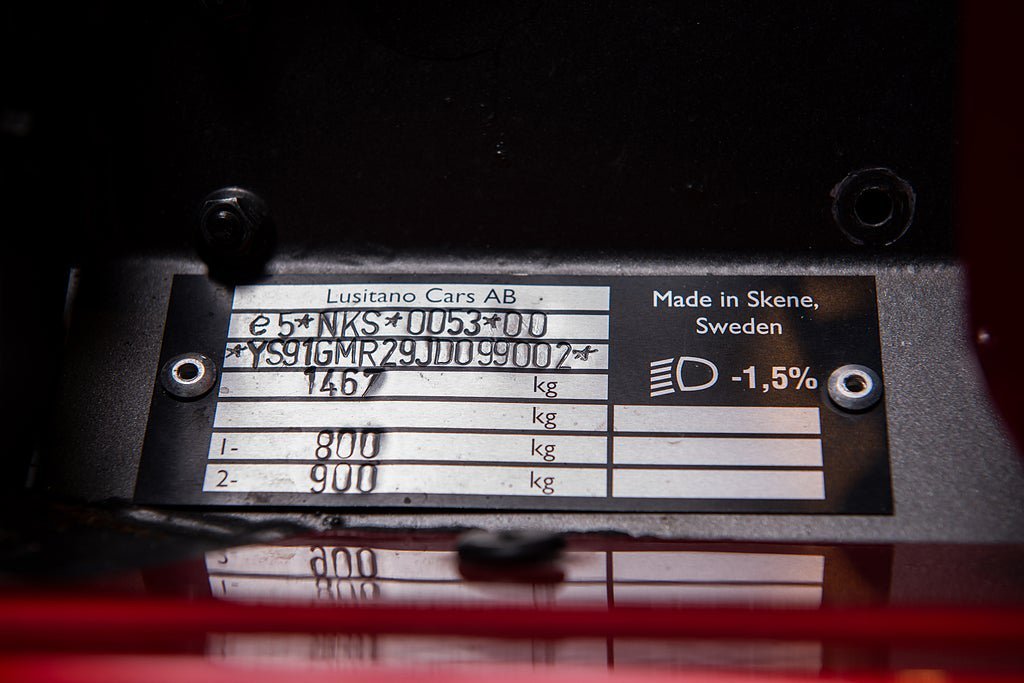 Lusitano Cars AB
e5*NKS*0053*00
*YS91GMR29JD099002*
1467 kg
kg
1- 800 kg
2- 900 kg
Made in Skene,
Sweden
-1,5%